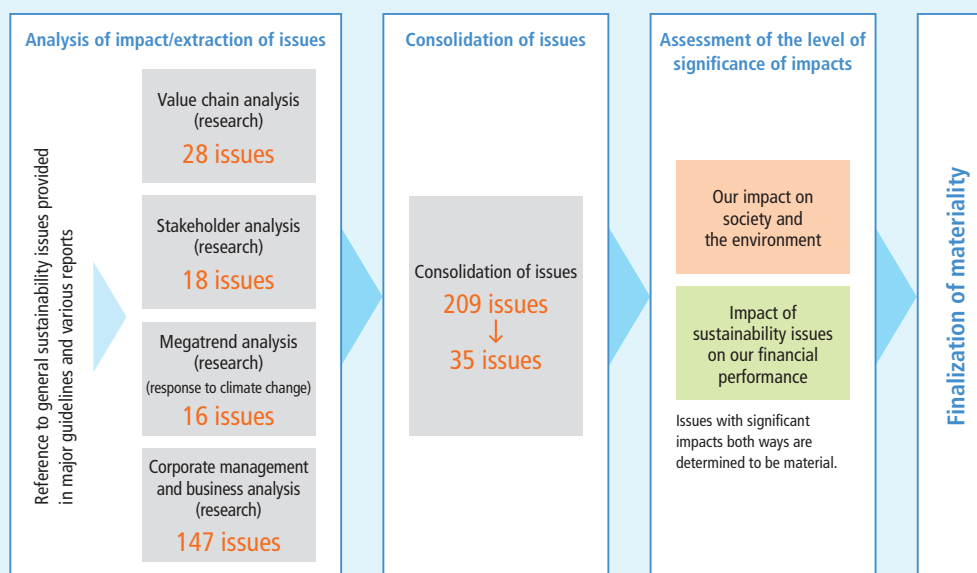 Analysis of impact/extraction of issues
Reference to general sustainability issues provided
in major guidelines and various reports
Value chain analysis
(research)
28 issues
Stakeholder analysis
(research)
18 issues
Megatrend analysis
(research)
(response to climate change)
16 issues
Corporate management
and business analysis
(research)
147 issues
Consolidation of issues
Consolidation of issues
209 issues
↓
35 issues
Assessment of the level of
significance of impacts
Our impact on
society and
the environment
Impact of
sustainability issues
on our financial
performance
Issues with significant
impacts both ways are
determined to be material.
Finalization of materiality